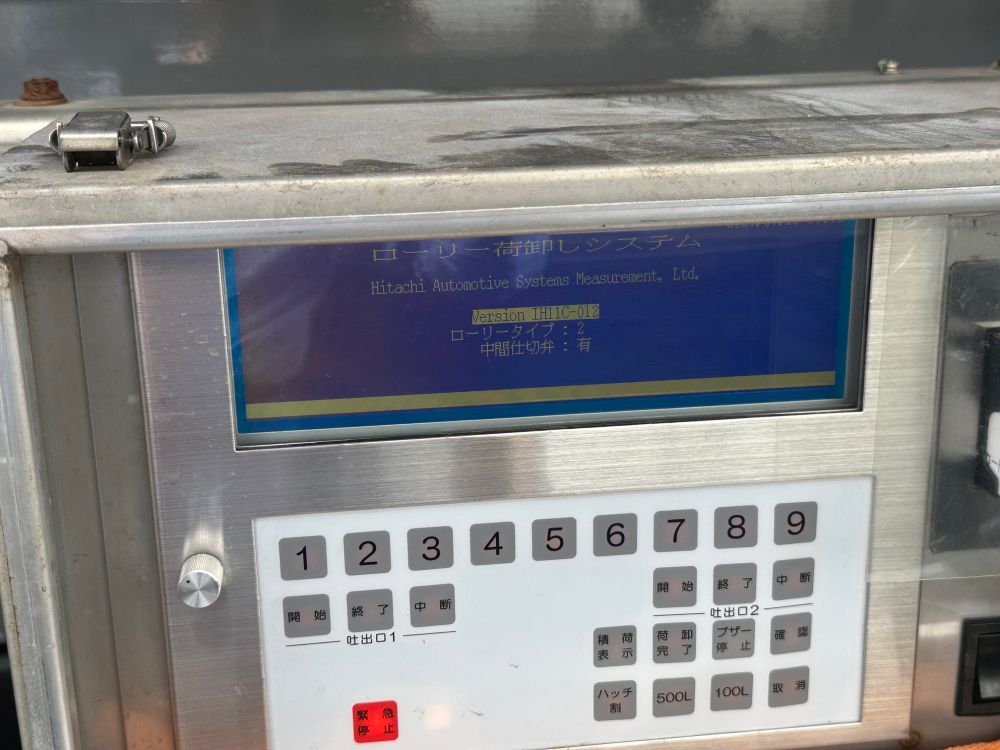 ローリー荷卸しシステム
Hitachi Automotive Systems Measurement, Ltd.
Version IH11C-012
ローリータイプ : 2
中間仕切弁 : 有
1 2 3 4 5 6 7 8 9
開始 終了 中断 開始 終了 中断
吐出口1 吐出口2
積荷表示 荷卸完了 ブザー停止 確認
ハッチ割 500L 100L 取消
緊急停止